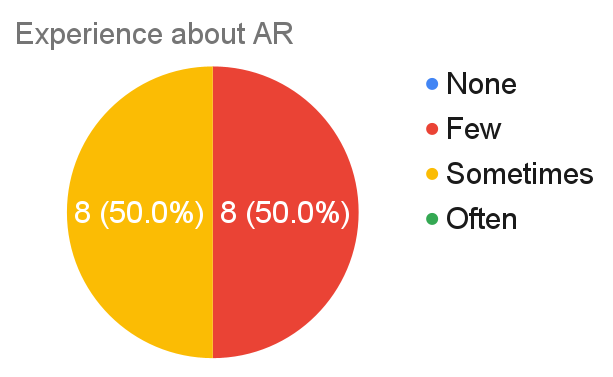 Experience about AR
None
Few
Sometimes
Often
8 (50.0%) 8 (50.0%)